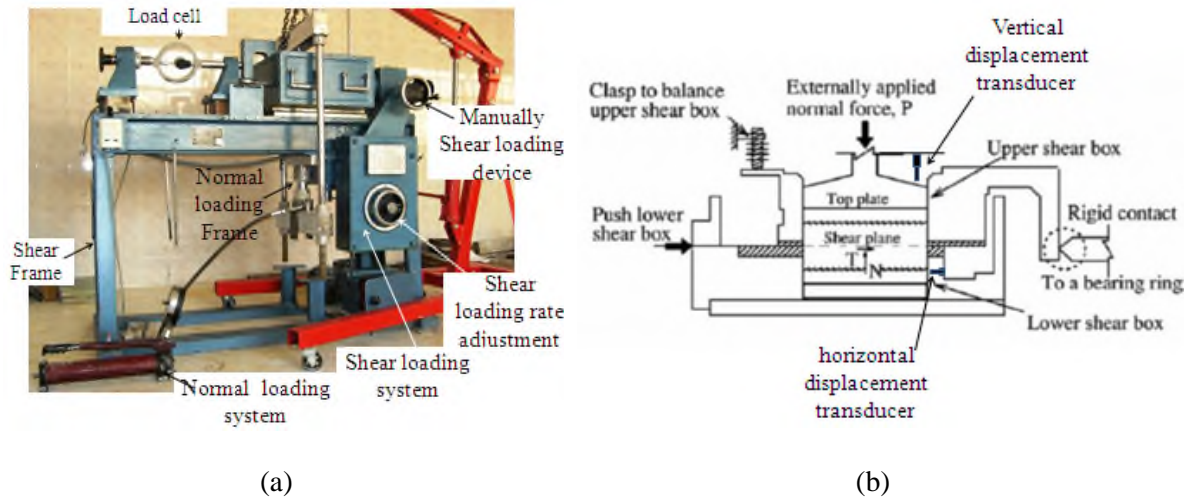 Load cell
Manually
Shear loading
device
Normal
loading
Frame
Shear
Frame
Shear
loading rate
adjustment
Shear loading
system
Normal loading
system
(a)
Vertical
displacement
transducer
Externally applied
normal force, P
Clasp to balance
upper shear box
Upper shear box
Top plate
Push lower
shear box
Shear plane
Rigid contact
T
N
To a bearing ring
Lower shear box
horizontal
displacement
transducer
(b)